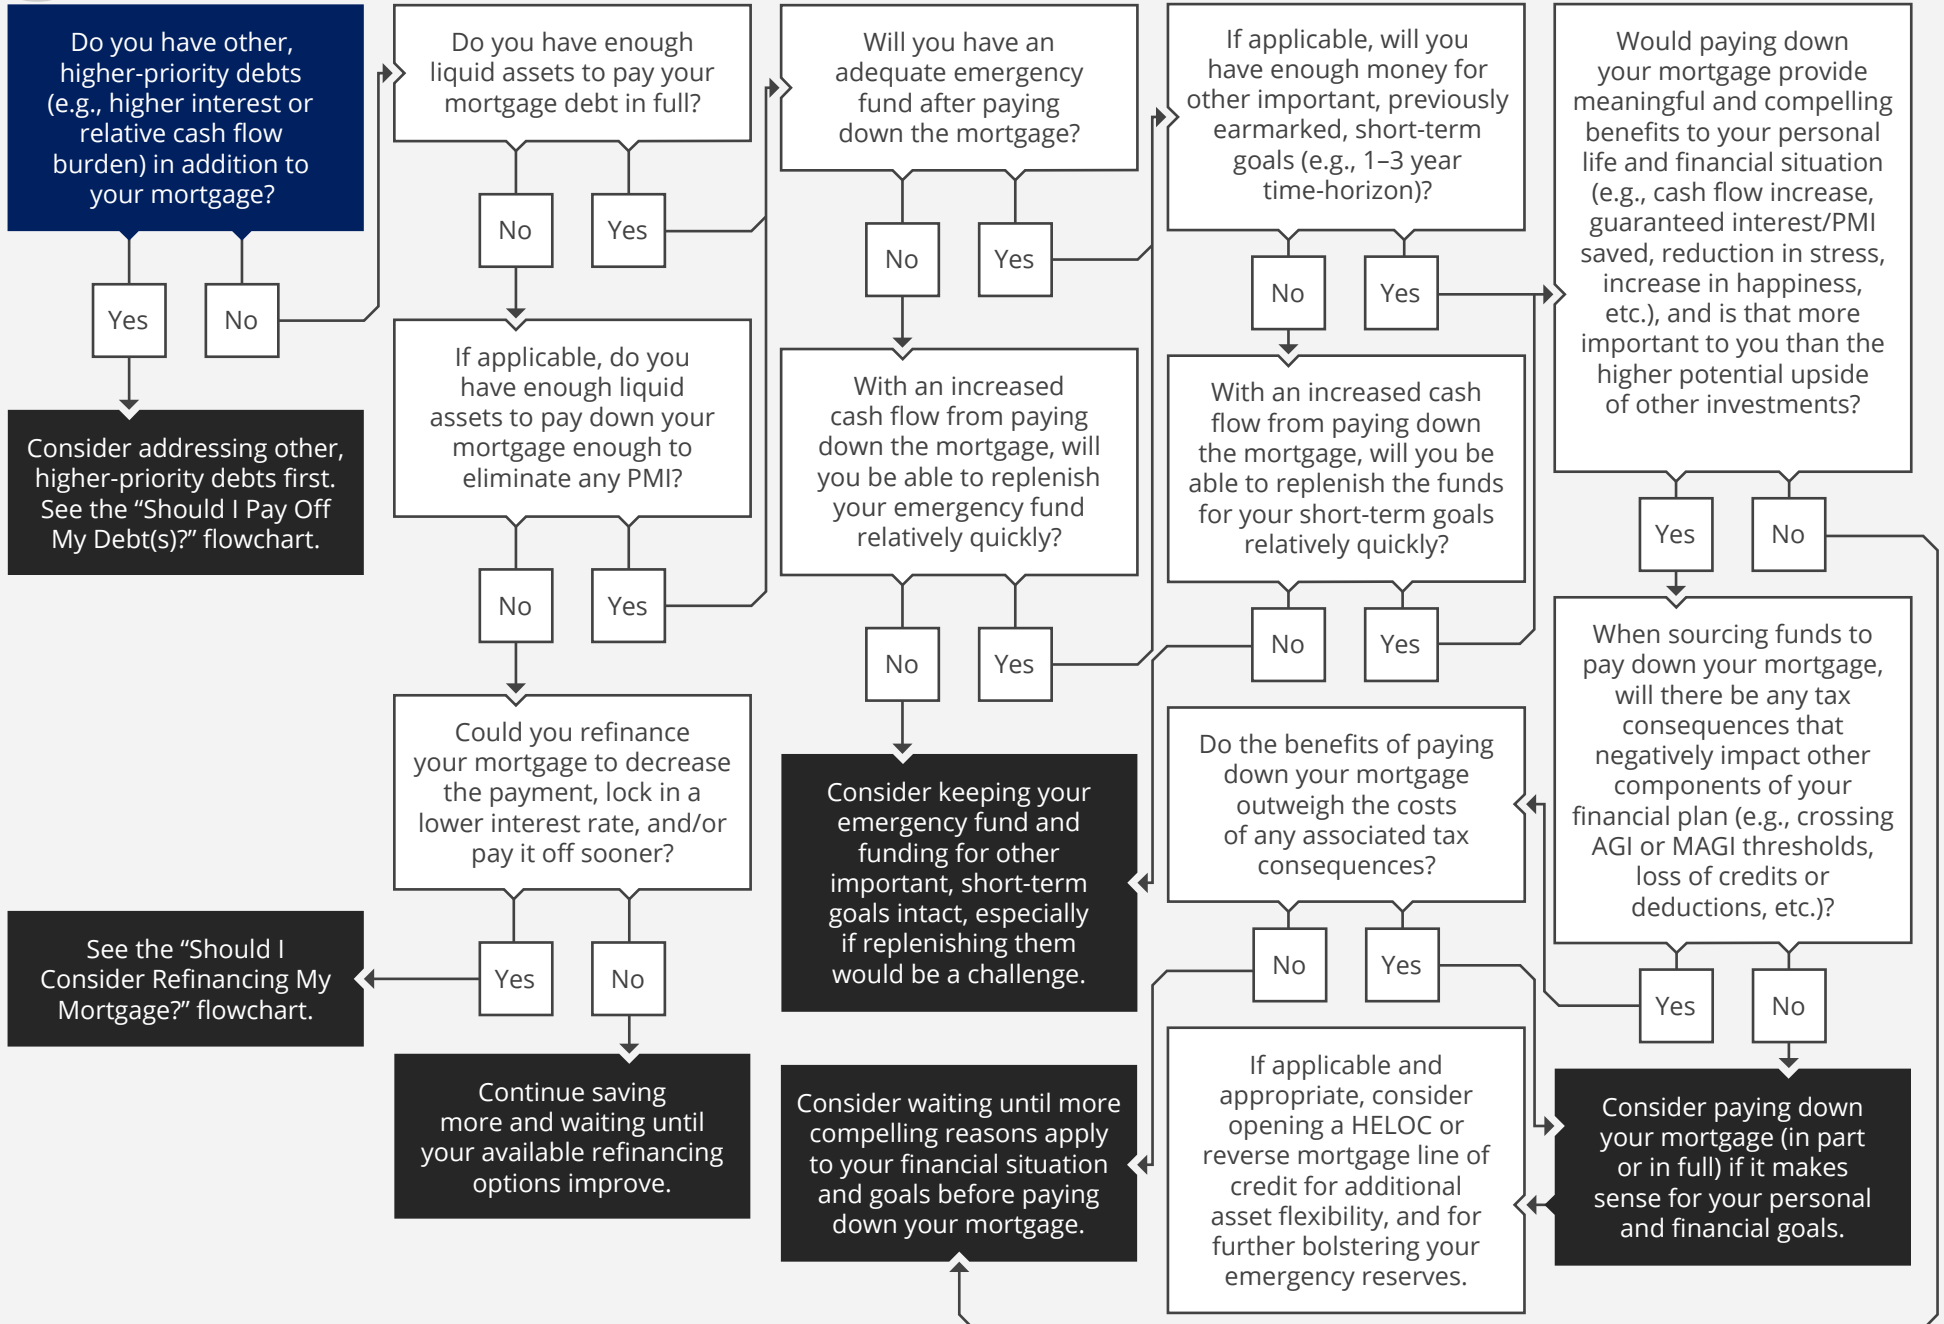 Do you have other,
higher-priority debts
(e.g., higher interest or
relative cash flow
burden) in addition to
your mortgage?
Yes
No
Consider addressing other,
higher-priority debts first.
See the “Should I Pay Off
My Debt(s)?” flowchart.
Do you have enough
liquid assets to pay your
mortgage debt in full?
No
Yes
If applicable, do you
have enough liquid
assets to pay down your
mortgage enough to
eliminate any PMI?
No
Yes
Could you refinance
your mortgage to decrease
the payment, lock in a
lower interest rate, and/or
pay it off sooner?
Yes
No
See the “Should I
Consider Refinancing My
Mortgage?” flowchart.
Continue saving
more and waiting until
your available refinancing
options improve.
Will you have an
adequate emergency
fund after paying
down the mortgage?
No
Yes
With an increased
cash flow from paying
down the mortgage, will
you be able to replenish
your emergency fund
relatively quickly?
No
Yes
Consider keeping your
emergency fund and
funding for other
important, short-term
goals intact, especially
if replenishing them
would be a challenge.
Consider waiting until more
compelling reasons apply
to your financial situation
and goals before paying
down your mortgage.
If applicable, will you
have enough money for
other important, previously
earmarked, short-term
goals (e.g., 1–3 year
time-horizon)?
No
Yes
With an increased cash
flow from paying down
the mortgage, will you be
able to replenish the funds
for your short-term goals
relatively quickly?
No
Yes
Do the benefits of paying
down your mortgage
outweigh the costs
of any associated tax
consequences?
No
Yes
If applicable and
appropriate, consider
opening a HELOC or
reverse mortgage line of
credit for additional
asset flexibility, and for
further bolstering your
emergency reserves.
Would paying down
your mortgage provide
meaningful and compelling
benefits to your personal
life and financial situation
(e.g., cash flow increase,
guaranteed interest/PMI
saved, reduction in stress,
increase in happiness,
etc.), and is that more
important to you than the
higher potential upside
of other investments?
Yes
No
When sourcing funds to
pay down your mortgage,
will there be any tax
consequences that
negatively impact other
components of your
financial plan (e.g., crossing
AGI or MAGI thresholds,
loss of credits or
deductions, etc.)?
Yes
No
Consider paying down
your mortgage (in part
or in full) if it makes
sense for your personal
and financial goals.